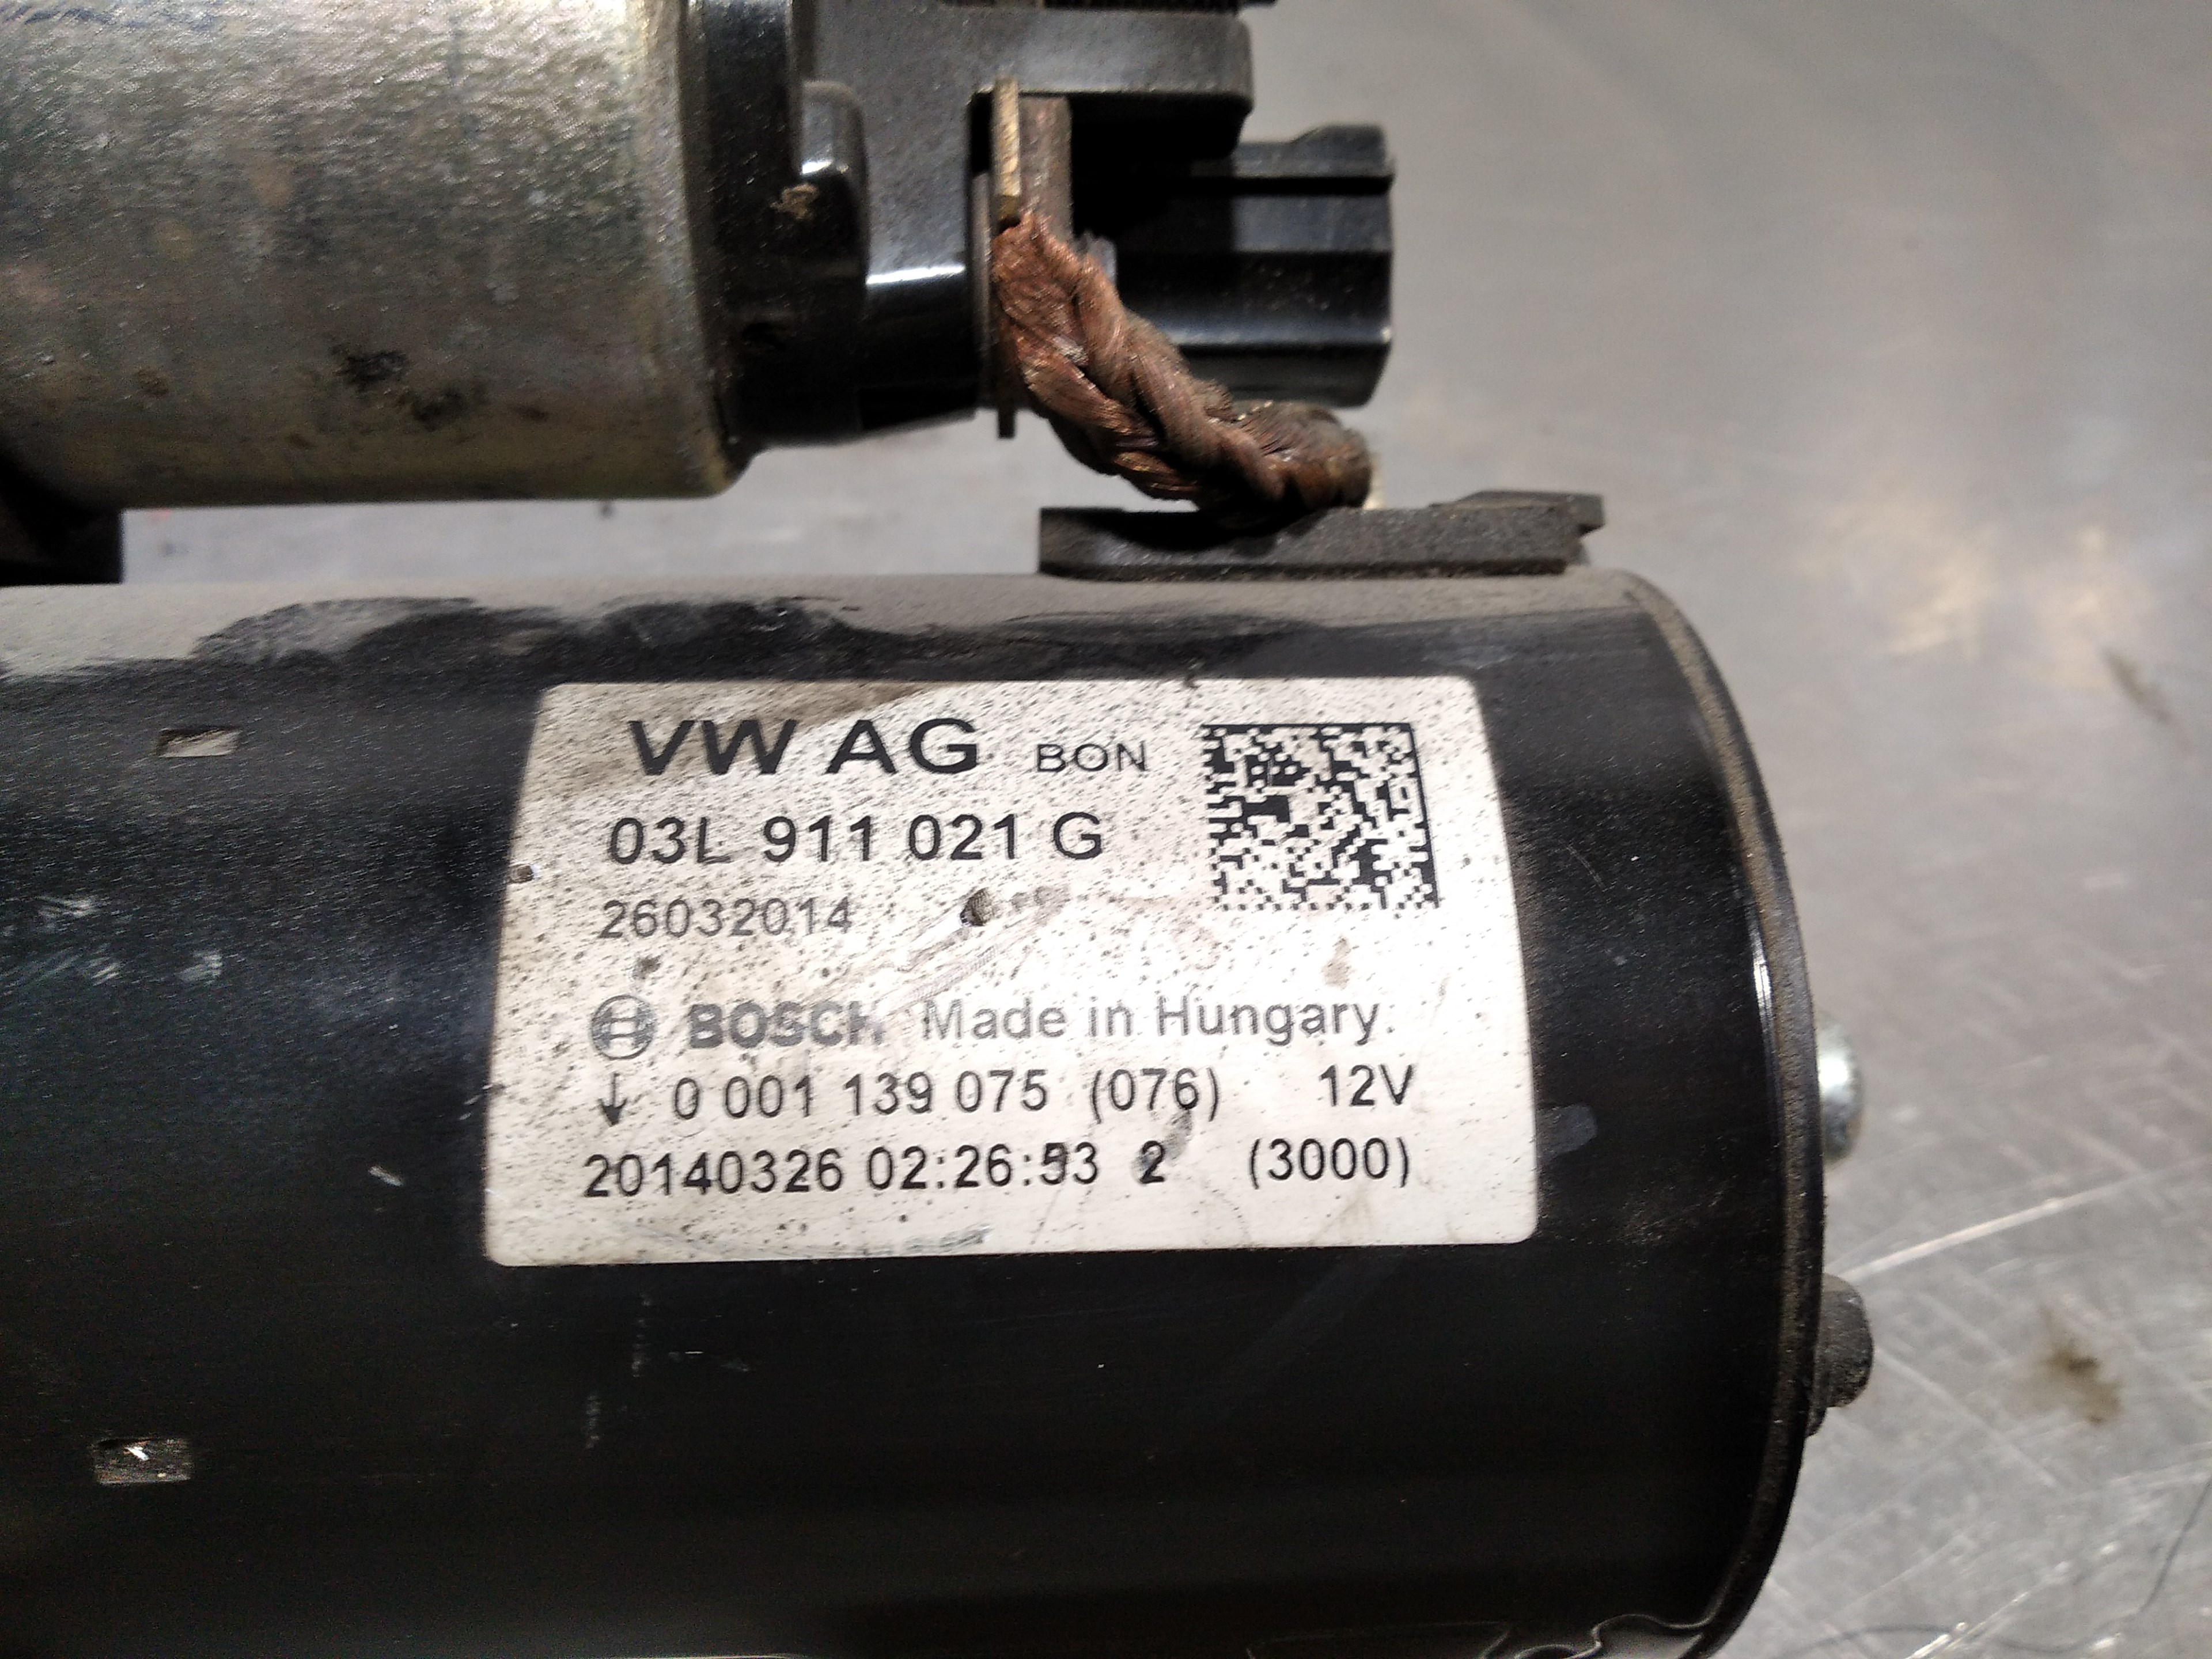 VW AG BON
03L 911 021 G
26032014
BOSCH Made in Hungary.
↓ 0 001 139 075 (076) 12V
20140326 02:26:53 2 (3000)